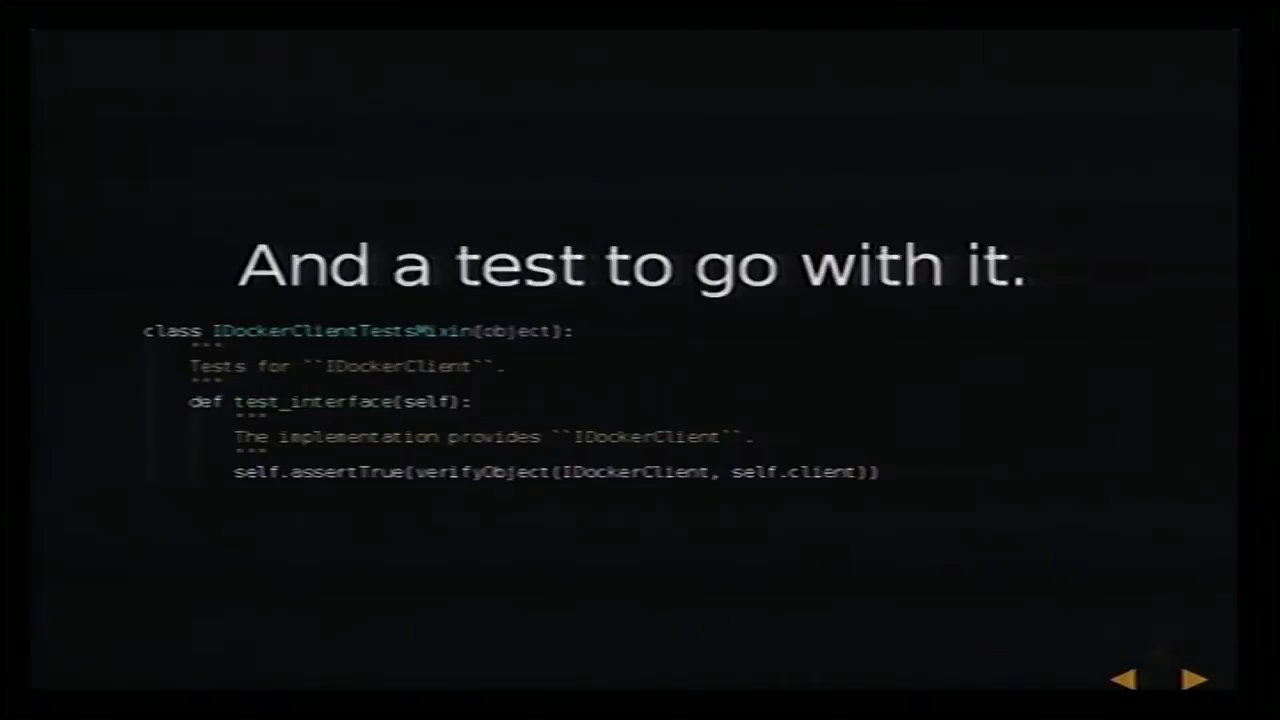 And a test to go with it.
class IDockerClientTestsMixin(object):
"""
Tests for ``IDockerClient``.
"""
def test_interface(self):
"""
The implementation provides ``IDockerClient``.
"""
self.assertTrue(verifyObject(IDockerClient, self.client))